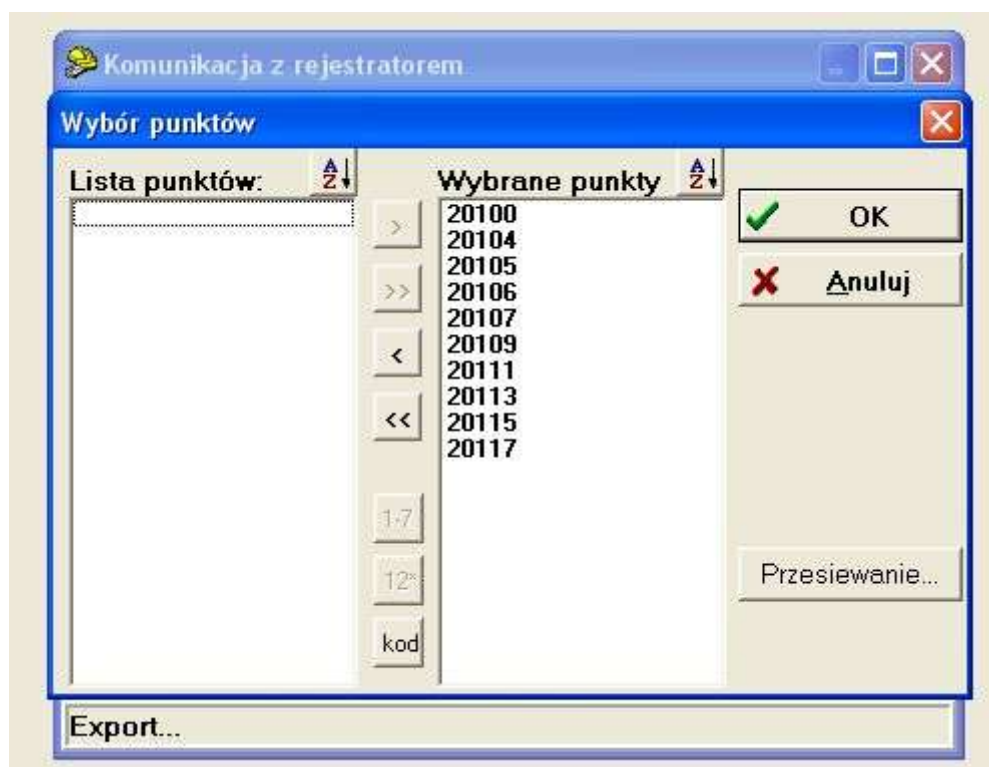 Komunikacja z rejestratorem
Wybór punktów
Lista punktów:
A
Z
Wybrane punkty
A
Z
>
>>
<
<<
1-7
12*
kod
20100
20104
20105
20106
20107
20109
20111
20113
20115
20117
OK
Anuluj
Przesiewanie...
Export...